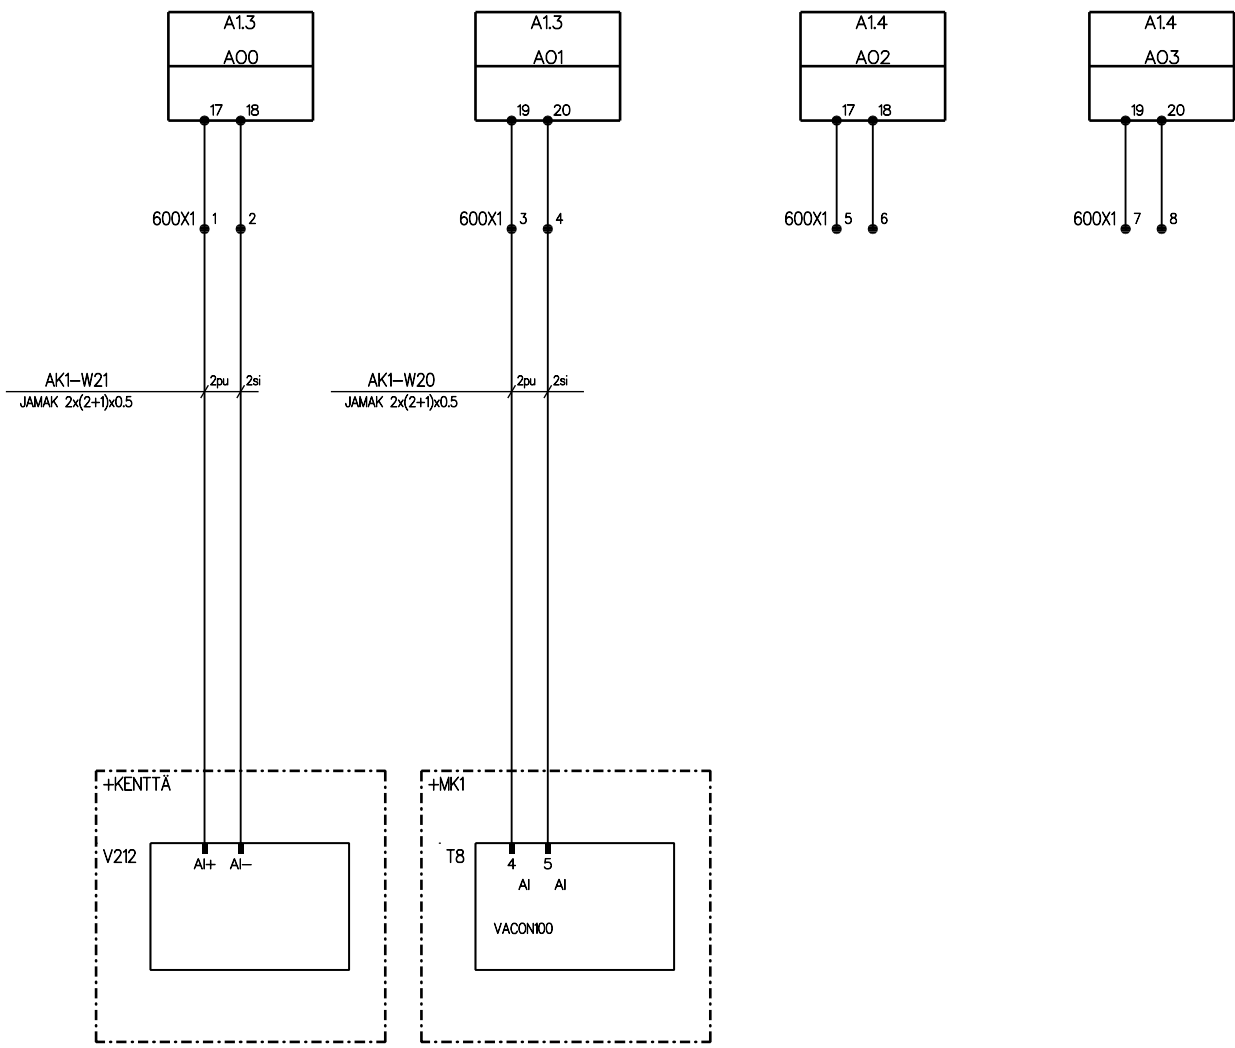 A1.3 A1.3 A1.4 A1.4
AO0 AO1 AO2 AO3
17 18 19 20 17 18 19 20
600X1 1 2 600X1 3 4 600X1 5 6 600X1 7 8
AK1-W21 2pu 2si AK1-W20 2pu 2si
JAMAK 2x(2+1)x0.5 JAMAK 2x(2+1)x0.5
+KENTTÄ +MK1
V212 AI+ AI- T8 4 5
AI AI
VACON100